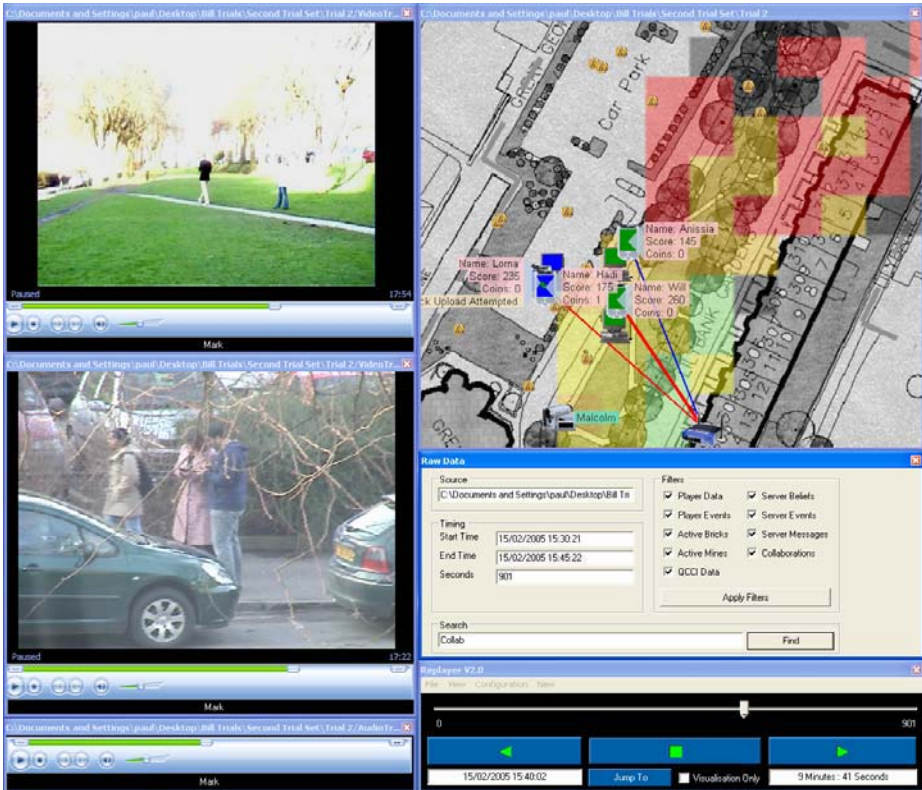 C:\Documents and Settings\paul\Desktop\Bill Trials\Second Trial Set\Trial 2/VideoTr...
Paused
17:54
Mark
C:\Documents and Settings\paul\Desktop\Bill Trials\Second Trial Set\Trial 2/VideoTr...
Paused
17:22
Mark
C:\Documents and Settings\paul\Desktop\Bill Trials\Second Trial Set\Trial 2/AudioTr...
Mark
C:\Documents and Settings\paul\Desktop\Bill Trials\Second Trial Set\Trial 2
Car Park
Name: Anissia
Score: 145
Coins: 0
Name: Lorna
Score: 235
Coins: 0
Name: Hadi
Score: 175
Coins: 1
Name: Will
Score: 260
Coins: 0
ck Upload Attempted
BANK
Malcolm
Raw Data
Source
C:\Documents and Settings\paul\Desktop\Bill Tri
Timing
Start Time
15/02/2005 15:30:21
End Time
15/02/2005 15:45:22
Seconds
901
Filters
Player Data
Server Beliefs
Player Events
Server Events
Active Bricks
Server Messages
Active Mines
Collaborations
QCCI Data
Apply Filters
Search
Collab
Find
Replayer V2.0
File View Configuration New
0
901
15/02/2005 15:40:02
Jump To
Visualisation Only
9 Minutes : 41 Seconds